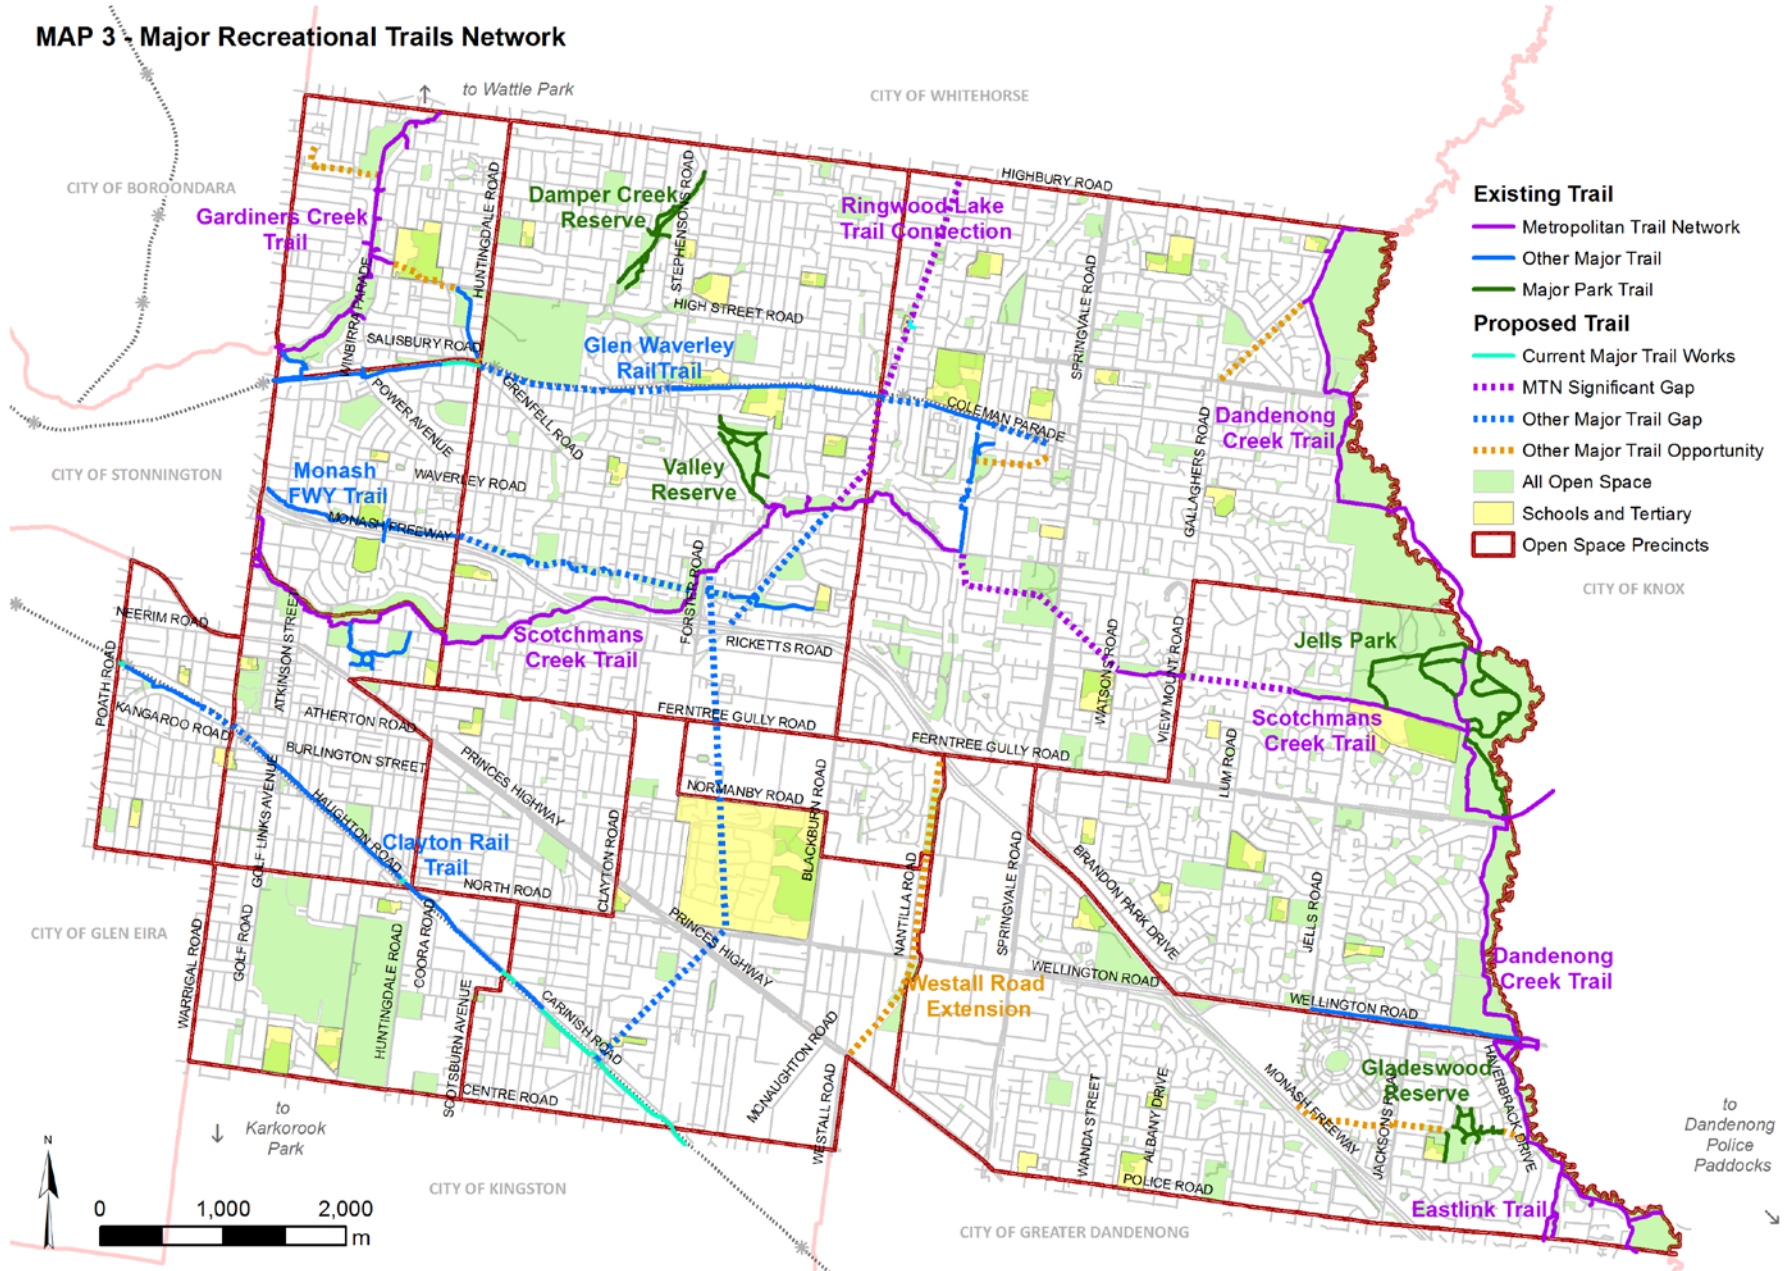 MAP 3 - Major Recreational Trails Network
to Wattle Park
CITY OF WHITEHORSE
CITY OF BOROONDARA
HIGHBURY ROAD
Gardiners Creek
Trail
HUNTINGDALE ROAD
Damper Creek
Reserve
STEPHENSONS ROAD
Ringwood Lake
Trail Connection
Existing Trail
Metropolitan Trail Network
Other Major Trail
Major Park Trail
Proposed Trail
Current Major Trail Works
MTN Significant Gap
Other Major Trail Gap
Other Major Trail Opportunity
All Open Space
Schools and Tertiary
Open Space Precincts
WINBIRRA PARADE
SALISBURY ROAD
HIGH STREET ROAD
SPRINGVALE ROAD
Glen Waverley
RailTrail
POWER AVENUE
GRENFELL ROAD
COLEMAN PARADE
GALLAGHERS ROAD
Dandenong
Creek Trail
CITY OF STONNINGTON
Monash
FWY Trail
WAVERLEY ROAD
Valley
Reserve
MONASH FREEWAY
CITY OF KNOX
NEERIM ROAD
ATKINSON STREET
FORSTER ROAD
Scotchmans
Creek Trail
RICKETTS ROAD
WATSONS ROAD
VIEW MOUNT ROAD
Jells Park
POATH ROAD
KANGAROO ROAD
ATHERTON ROAD
BURLINGTON STREET
FERNTREE GULLY ROAD
FERNTREE GULLY ROAD
Scotchmans
Creek Trail
LUM ROAD
GOLF LINKS AVENUE
HAUGHTON ROAD
PRINCES HIGHWAY
NORMANBY ROAD
BLACKBURN ROAD
Clayton Rail
Trail
CLAYTON ROAD
NORTH ROAD
NANTILLA ROAD
SPRINGVALE ROAD
BRANDON PARK DRIVE
JELLS ROAD
CITY OF GLEN EIRA
WARRIGAL ROAD
GOLF ROAD
HUNTINGDALE ROAD
COORA ROAD
SCOTSBURN AVENUE
PRINCES HIGHWAY
WELLINGTON ROAD
Westall Road
Extension
Dandenong
Creek Trail
WELLINGTON ROAD
CARINISH ROAD
CENTRE ROAD
MCNAUGHTON ROAD
WESTALL ROAD
WANDA STREET
ALBANY DRIVE
MONASH FREEWAY
JACKSONS ROAD
Gladeswood
Reserve
HAVERBRACK DRIVE
to
Karkorook
Park
to
Dandenong
Police
Paddocks
POLICE ROAD
Eastlink Trail
CITY OF KINGSTON
CITY OF GREATER DANDENONG
N
0 1,000 2,000
m